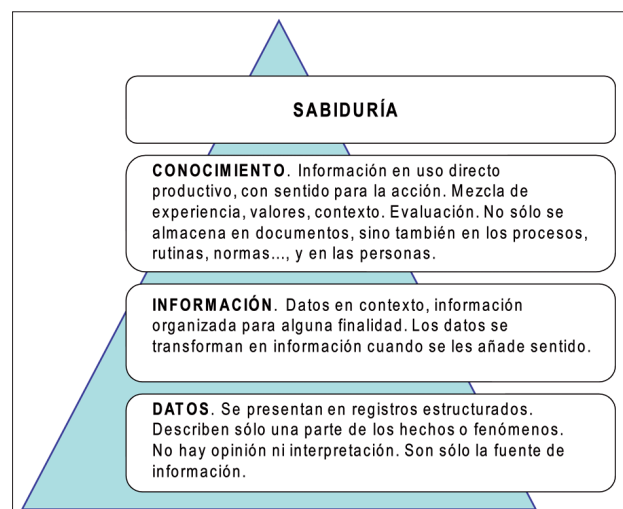 SABIDURÍA
CONOCIMIENTO. Información en uso directo
productivo, con sentido para la acción. Mezcla de
experiencia, valores, contexto. Evaluación. No sólo se
almacena en documentos, sino también en los procesos,
rutinas, normas..., y en las personas.
INFORMACIÓN. Datos en contexto, información
organizada para alguna finalidad. Los datos se
transforman en información cuando se les añade sentido.
DATOS. Se presentan en registros estructurados.
Describen sólo una parte de los hechos o fenómenos.
No hay opinión ni interpretación. Son sólo la fuente de
información.